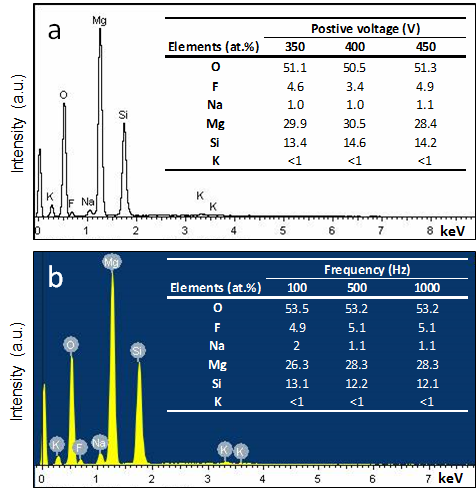 a
Postive voltage (V)
Elements (at.%) 350 400 450
O 51.1 50.5 51.3
F 4.6 3.4 4.9
Na 1.0 1.0 1.1
Mg 29.9 30.5 28.4
Si 13.4 14.6 14.2
K <1 <1 <1
Mg
O
Si
K
F
Na
K
K
0 1 2 3 4 5 6 7 8 keV
Intensity (a.u.)
b
Frequency (Hz)
Elements (at.%) 100 500 1000
O 53.5 53.2 53.2
F 4.9 5.1 5.1
Na 2 1.1 1.1
Mg 26.3 28.3 28.3
Si 13.1 12.2 12.1
K <1 <1 <1
Mg
O
Si
K
F
Na
K
K
0 1 2 3 4 5 6 7 keV
Intensity (a.u.)